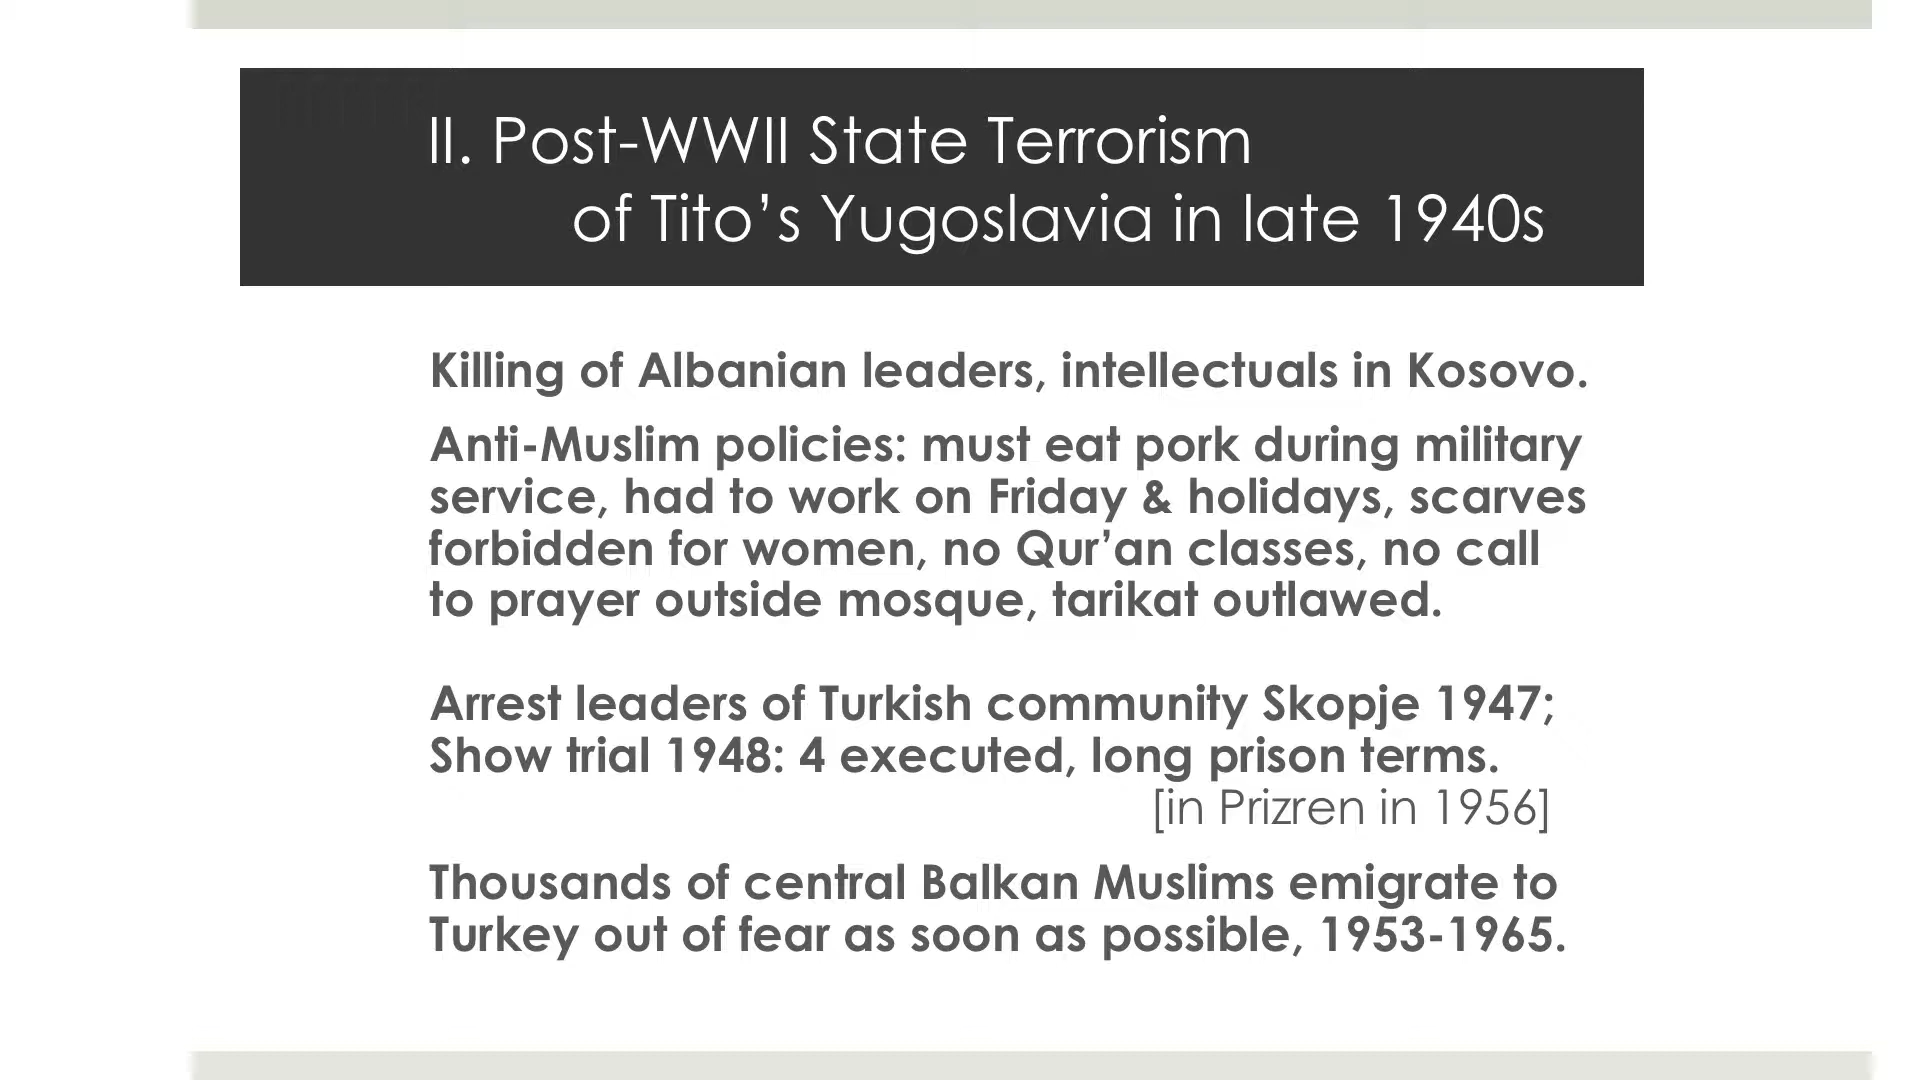 II. Post-WWII State Terrorism
of Tito’s Yugoslavia in late 1940s
Killing of Albanian leaders, intellectuals in Kosovo.
Anti-Muslim policies: must eat pork during military
service, had to work on Friday & holidays, scarves
forbidden for women, no Qur’an classes, no call
to prayer outside mosque, tarikat outlawed.
Arrest leaders of Turkish community Skopje 1947;
Show trial 1948: 4 executed, long prison terms.
[in Prizren in 1956]
Thousands of central Balkan Muslims emigrate to
Turkey out of fear as soon as possible, 1953-1965.